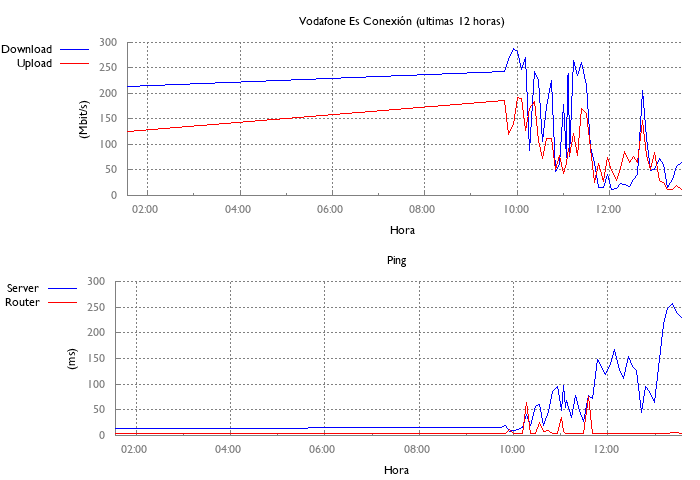 Vodafone Es Conexión (ultimas 12 horas)
Download
Upload
300
250
200
150
100
50
0
(Mbit/s)
02:00 04:00 06:00 08:00 10:00 12:00
Hora
Ping
Server
Router
300
250
200
150
100
50
0
(ms)
02:00 04:00 06:00 08:00 10:00 12:00
Hora